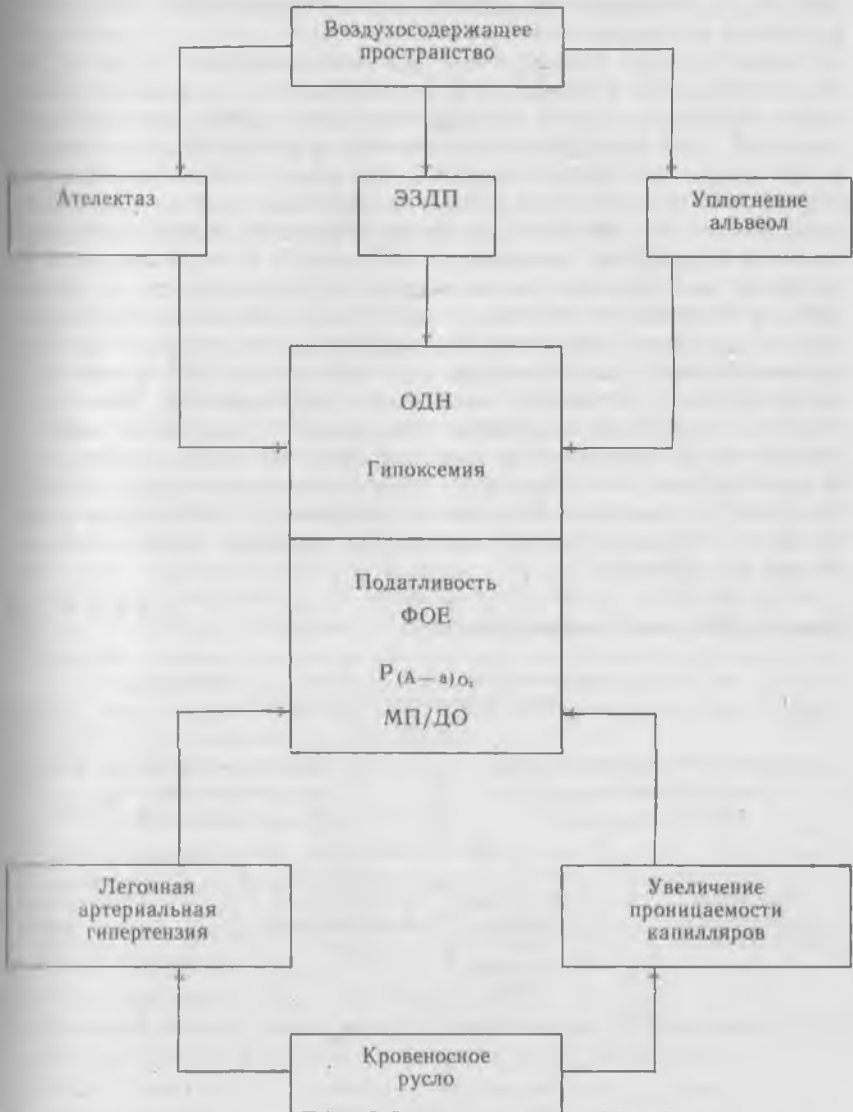 Воздухосодержащее
пространство
Ателектаз
ЭЗДП
Уплотнение
альвеол
ОДН
Гипоксемия
Податливость
ФОЕ
P(A—a)O₂
МП/ДО
Легочная
артериальная
гипертензия
Увеличение
проницаемости
капилляров
Кровеносное
русло